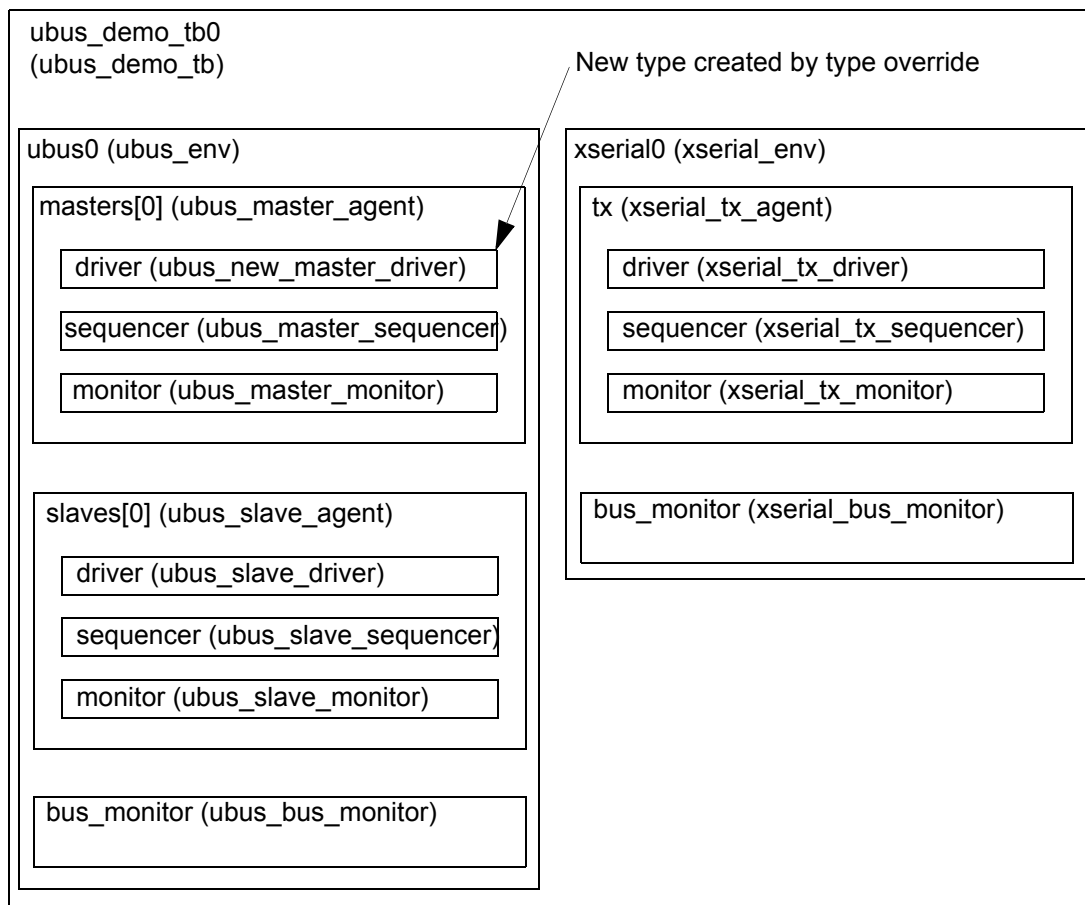 ubus_demo_tb0
(ubus_demo_tb)
New type created by type override
ubus0 (ubus_env)
masters[0] (ubus_master_agent)
driver (ubus_new_master_driver)
sequencer (ubus_master_sequencer)
monitor (ubus_master_monitor)
slaves[0] (ubus_slave_agent)
driver (ubus_slave_driver)
sequencer (ubus_slave_sequencer)
monitor (ubus_slave_monitor)
bus_monitor (ubus_bus_monitor)
xserial0 (xserial_env)
tx (xserial_tx_agent)
driver (xserial_tx_driver)
sequencer (xserial_tx_sequencer)
monitor (xserial_tx_monitor)
bus_monitor (xserial_bus_monitor)